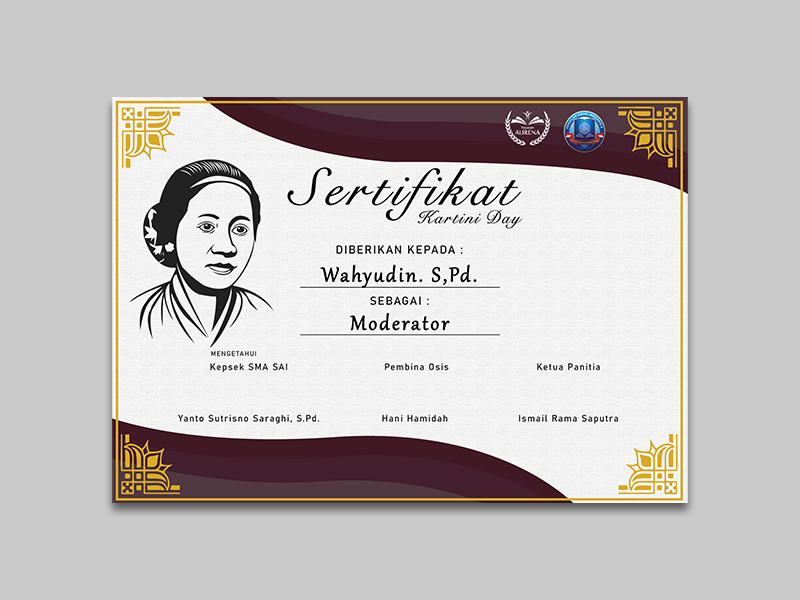 Yayasan
AURENA
Sertifikat
Kartini Day
DIBERIKAN KEPADA :
Wahyudin. S,Pd.
SEBAGAI :
Moderator
MENGETAHUI
Kepsek SMA SAI
Pembina Osis
Ketua Panitia
Yanto Sutrisno Saraghi, S.Pd.
Hani Hamidah
Ismail Rama Saputra